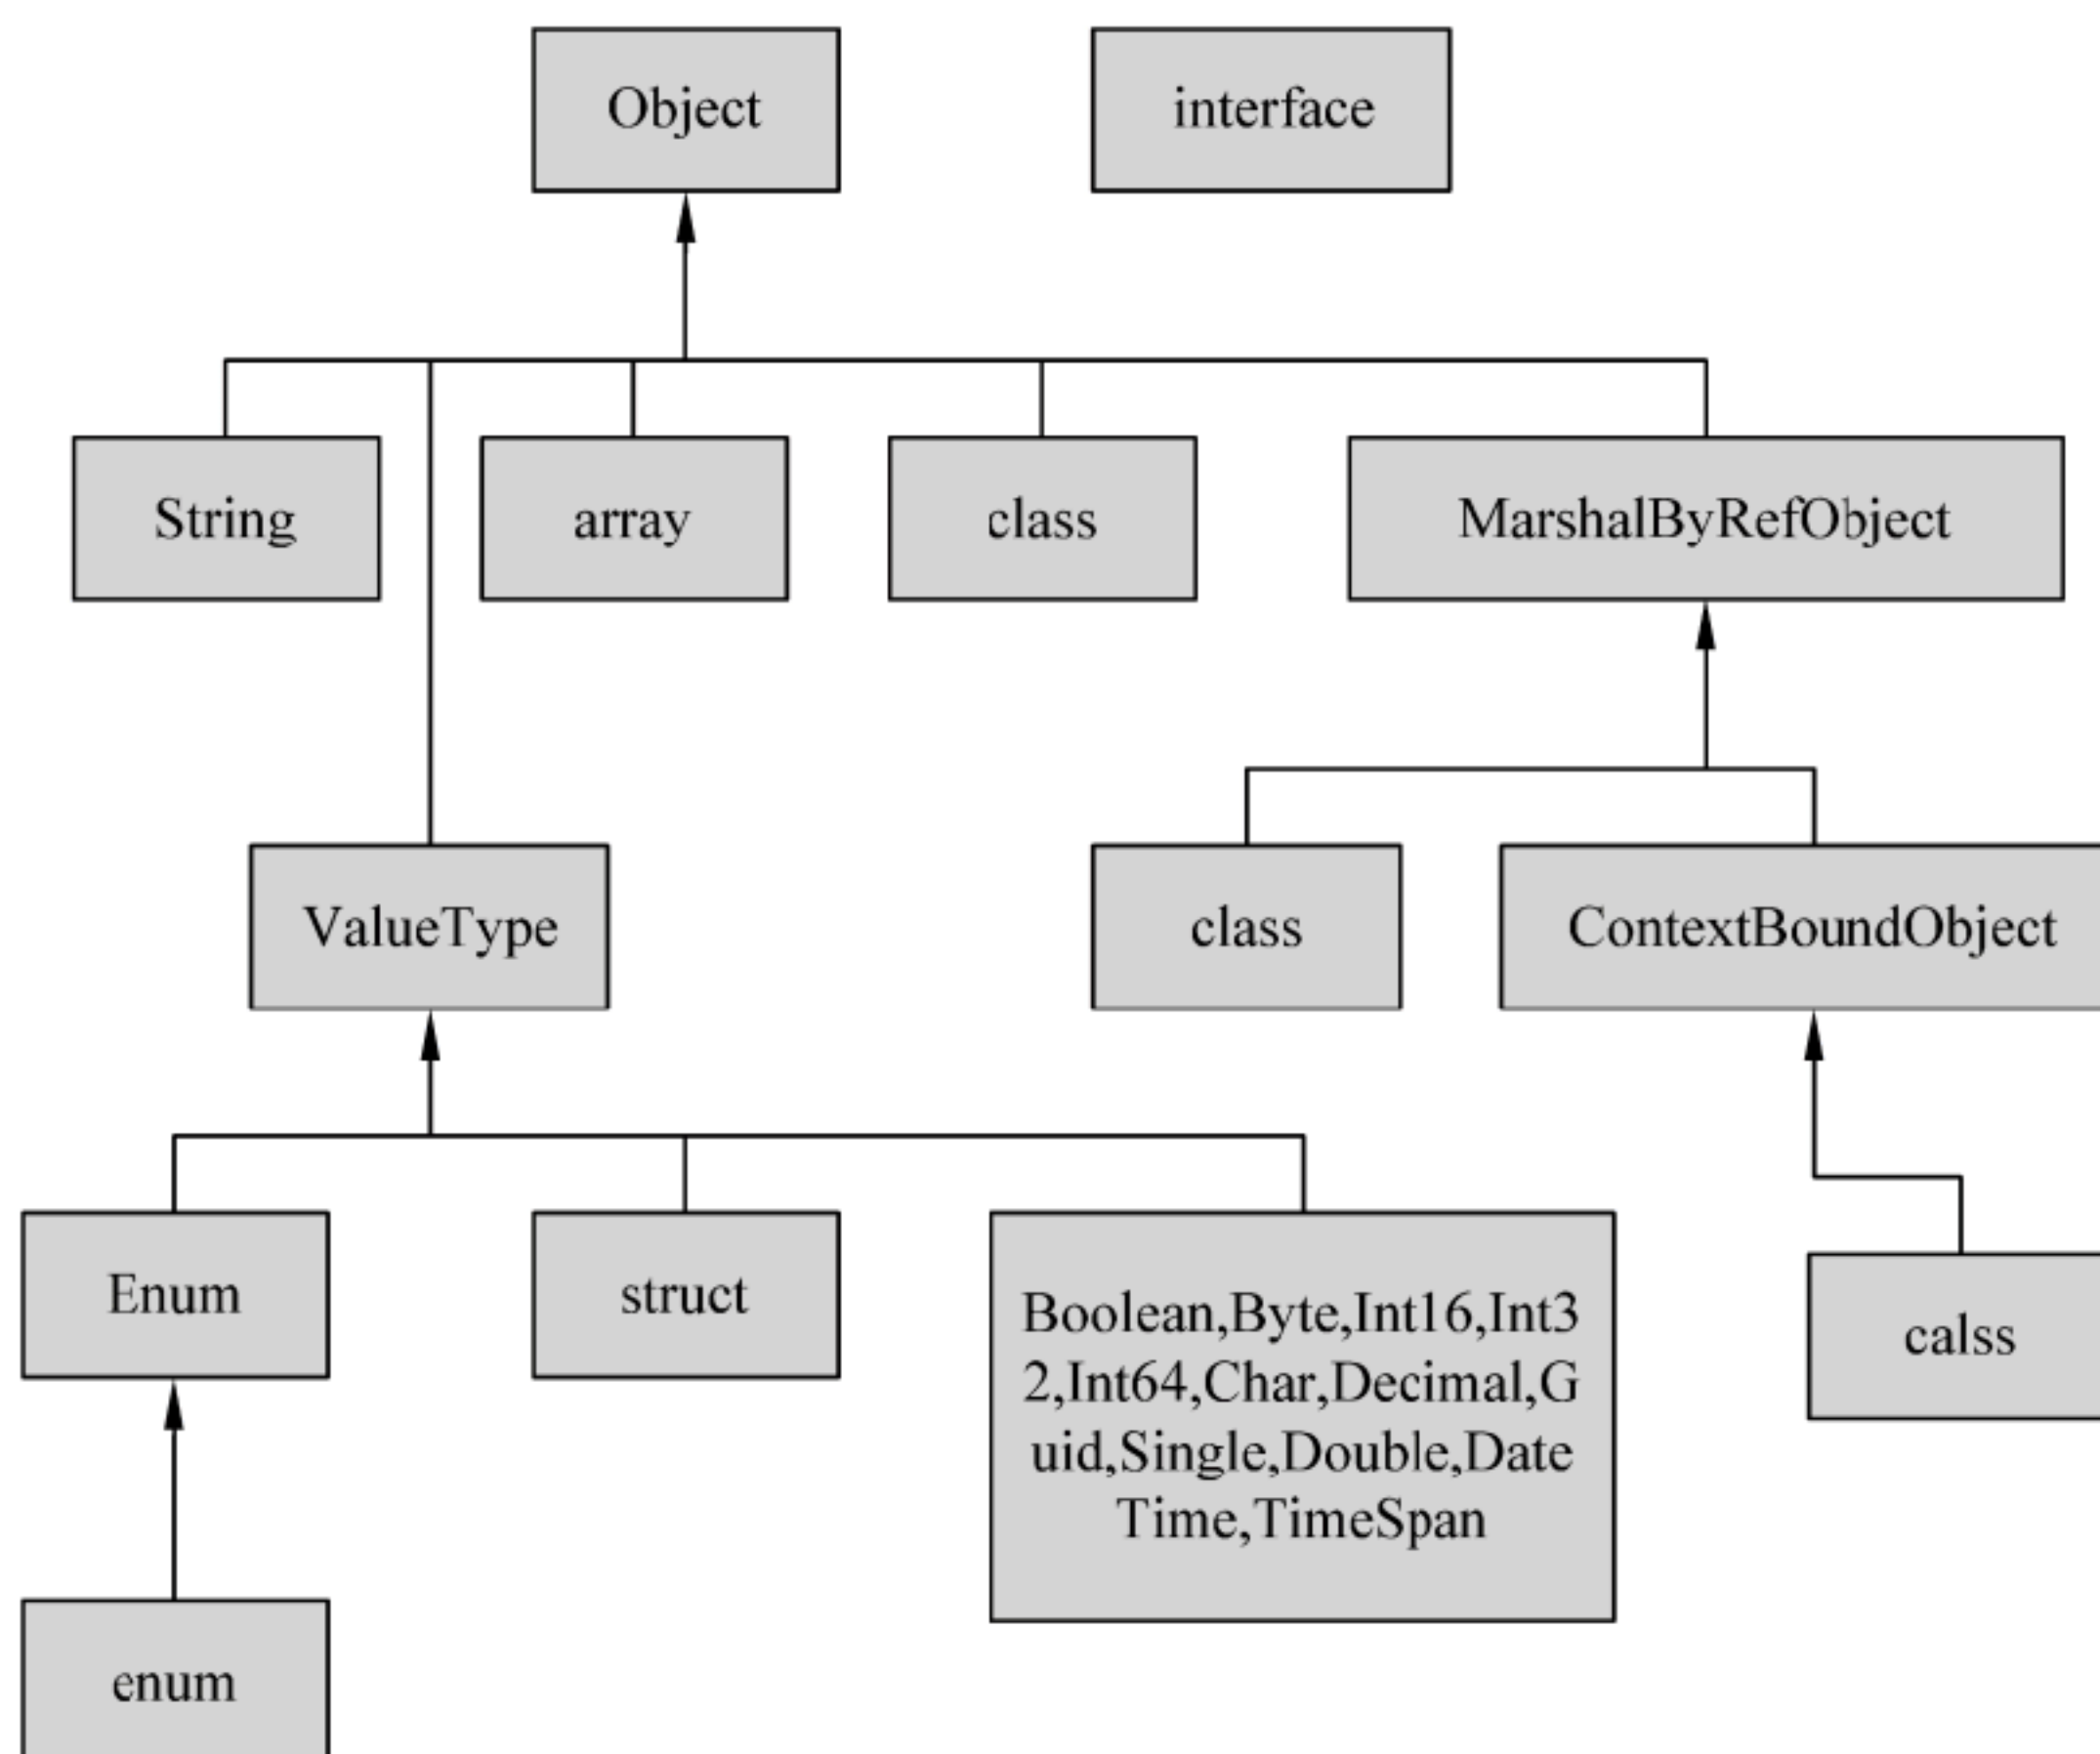 Object
interface
String
array
class
MarshalByRefObject
ValueType
class
ContextBoundObject
Enum
struct
Boolean,Byte,Int16,Int3
2,Int64,Char,Decimal,G
uid,Single,Double,Date
Time,TimeSpan
calss
enum